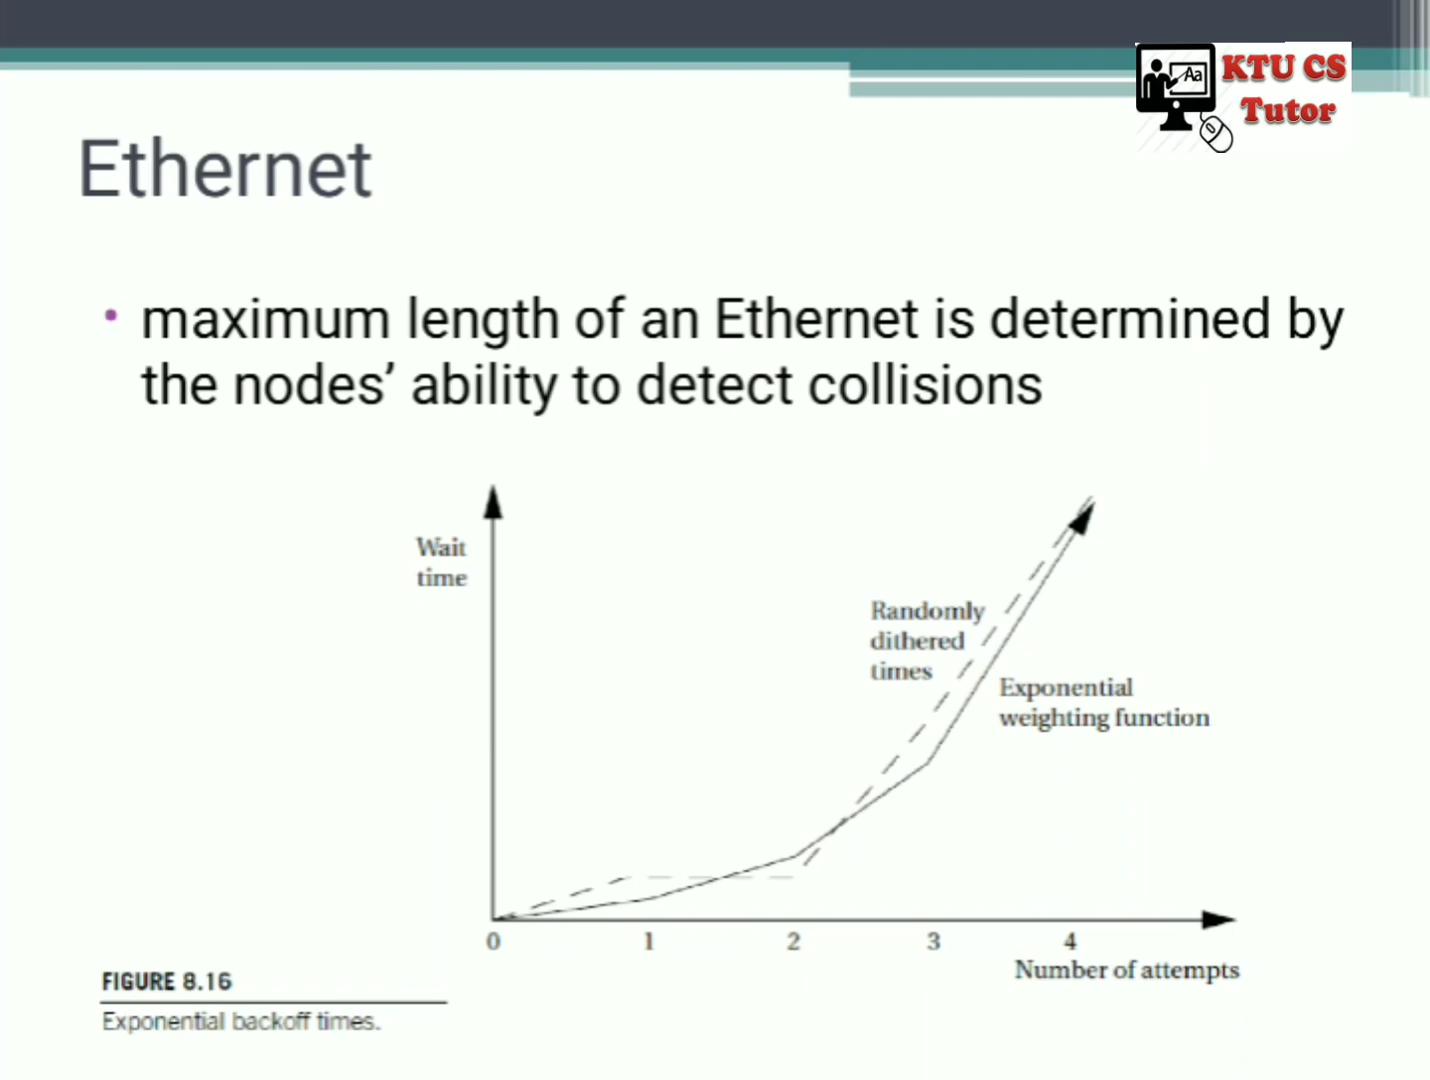 Aa
KTU CS
Tutor
Ethernet
• maximum length of an Ethernet is determined by
the nodes’ ability to detect collisions
Wait
time
Randomly
dithered
times
Exponential
weighting function
0 1 2 3 4
Number of attempts
FIGURE 8.16
Exponential backoff times.